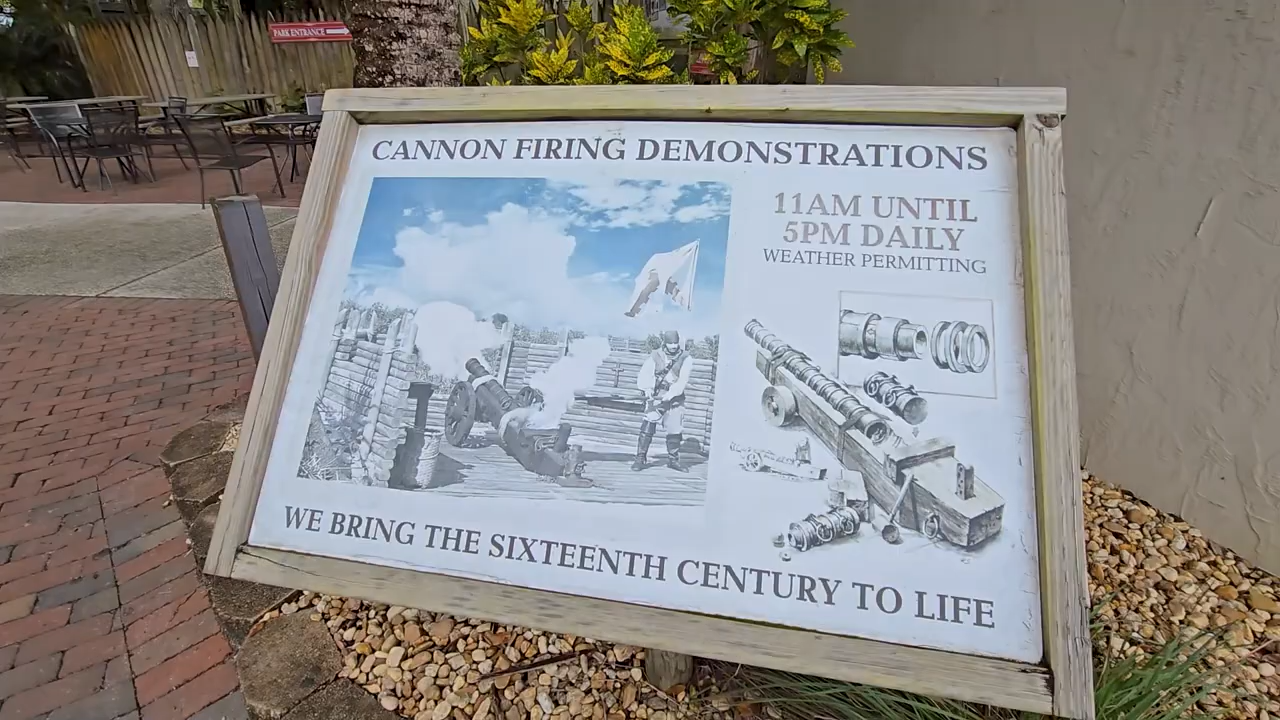 PARK ENTRANCE
CANNON FIRING DEMONSTRATIONS
11AM UNTIL
5PM DAILY
WEATHER PERMITTING
WE BRING THE SIXTEENTH CENTURY TO LIFE